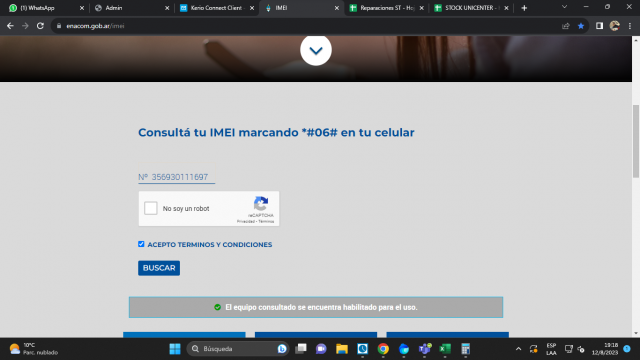 (1) WhatsApp
Admin
Kerio Connect Client
IMEI
Reparaciones ST - Ho
STOCK UNICENTER -
enacom.gob.ar/imei
Consultá tu IMEI marcando *#06# en tu celular
Nº 356930111697
No soy un robot
reCAPTCHA
Privacidad - Términos
ACEPTO TERMINOS Y CONDICIONES
BUSCAR
El equipo consultado se encuentra habilitado para el uso.
10°C
Parc. nublado
Búsqueda
ESP
LAA
19:18
12/8/2023